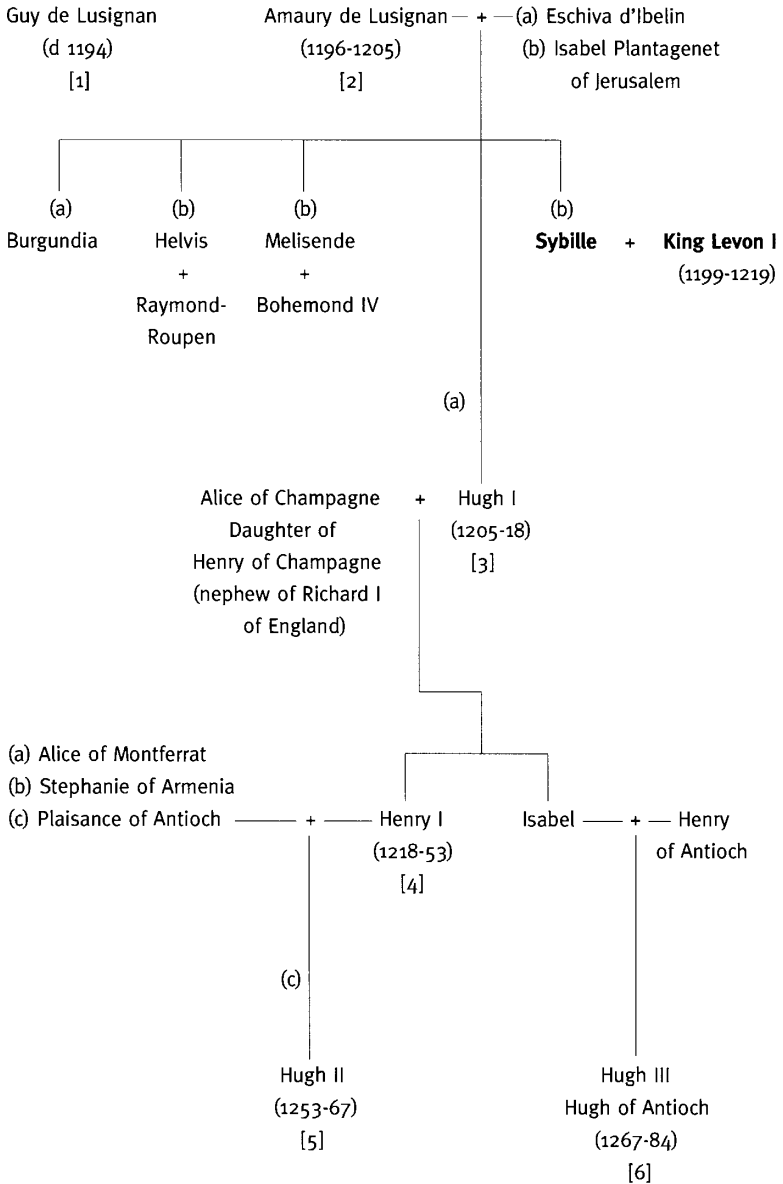 Guy de Lusignan
(d 1194)
[1]
Amaury de Lusignan + (a) Eschiva d'Ibelin
(1196-1205) (b) Isabel Plantagenet
[2] of Jerusalem
(a) (b) (b) (b)
Burgundia Helvis Melisende Sybille + King Levon I
+ + (1199-1219)
Raymond- Bohemond IV
Roupen
(a)
Alice of Champagne + Hugh I
Daughter of (1205-18)
Henry of Champagne [3]
(nephew of Richard I
of England)
(a) Alice of Montferrat
(b) Stephanie of Armenia
(c) Plaisance of Antioch + Henry I Isabel + Henry
(1218-53) of Antioch
[4]
(c)
Hugh II
(1253-67)
[5]
Hugh III
Hugh of Antioch
(1267-84)
[6]